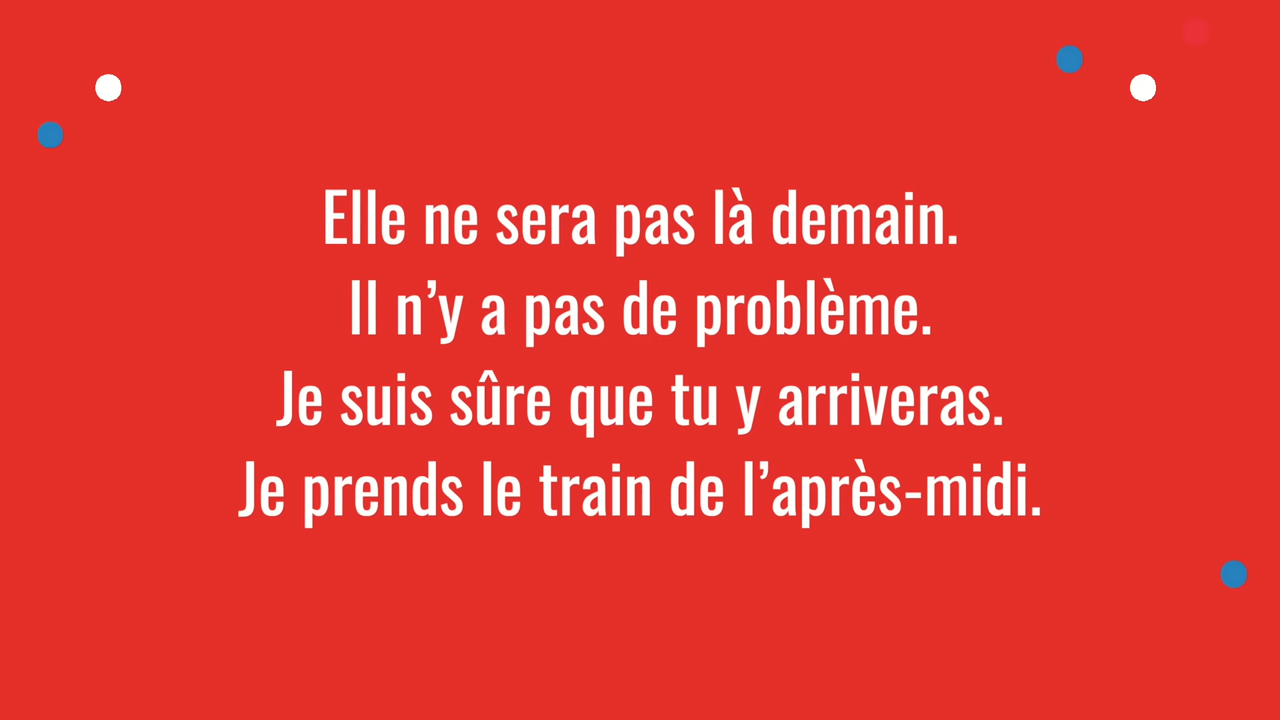 Elle ne sera pas là demain.
Il n’y a pas de problème.
Je suis sûre que tu y arriveras.
Je prends le train de l’après-midi.